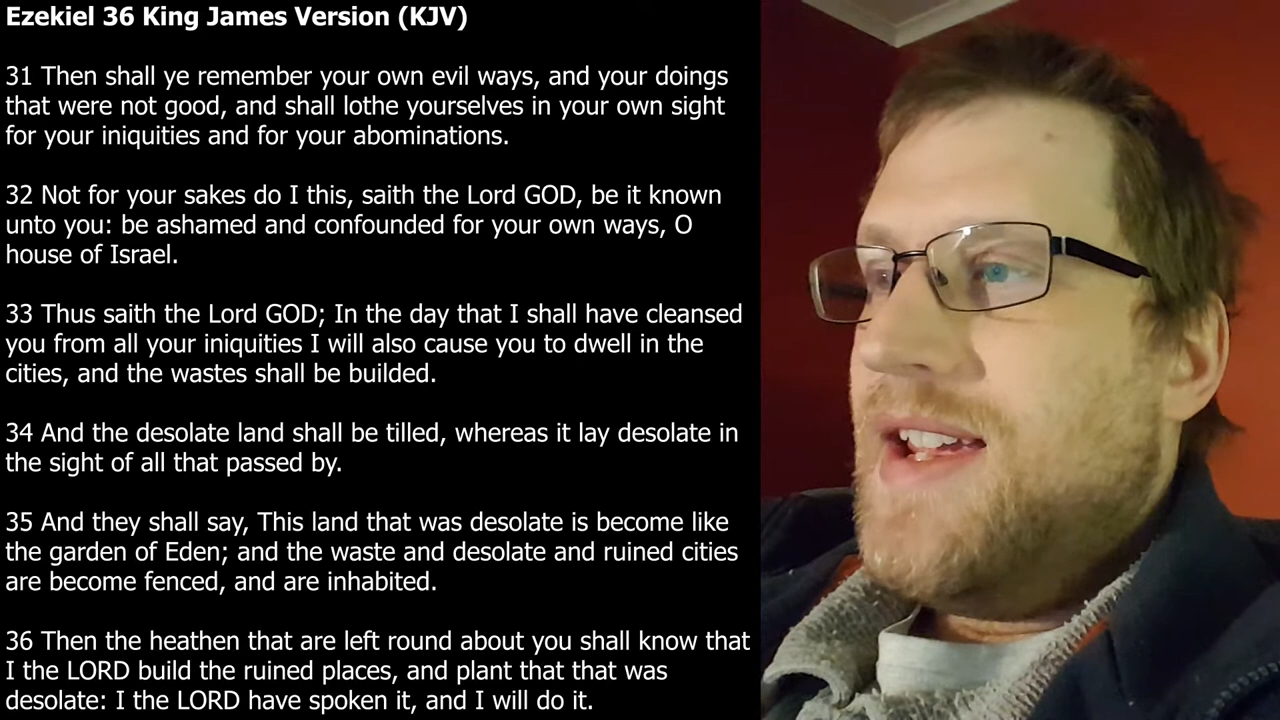 Ezekiel 36 King James Version (KJV)
31 Then shall ye remember your own evil ways, and your doings
that were not good, and shall lothe yourselves in your own sight
for your iniquities and for your abominations.
32 Not for your sakes do I this, saith the Lord GOD, be it known
unto you: be ashamed and confounded for your own ways, O
house of Israel.
33 Thus saith the Lord GOD; In the day that I shall have cleansed
you from all your iniquities I will also cause you to dwell in the
cities, and the wastes shall be builded.
34 And the desolate land shall be tilled, whereas it lay desolate in
the sight of all that passed by.
35 And they shall say, This land that was desolate is become like
the garden of Eden; and the waste and desolate and ruined cities
are become fenced, and are inhabited.
36 Then the heathen that are left round about you shall know that
I the LORD build the ruined places, and plant that that was
desolate: I the LORD have spoken it, and I will do it.